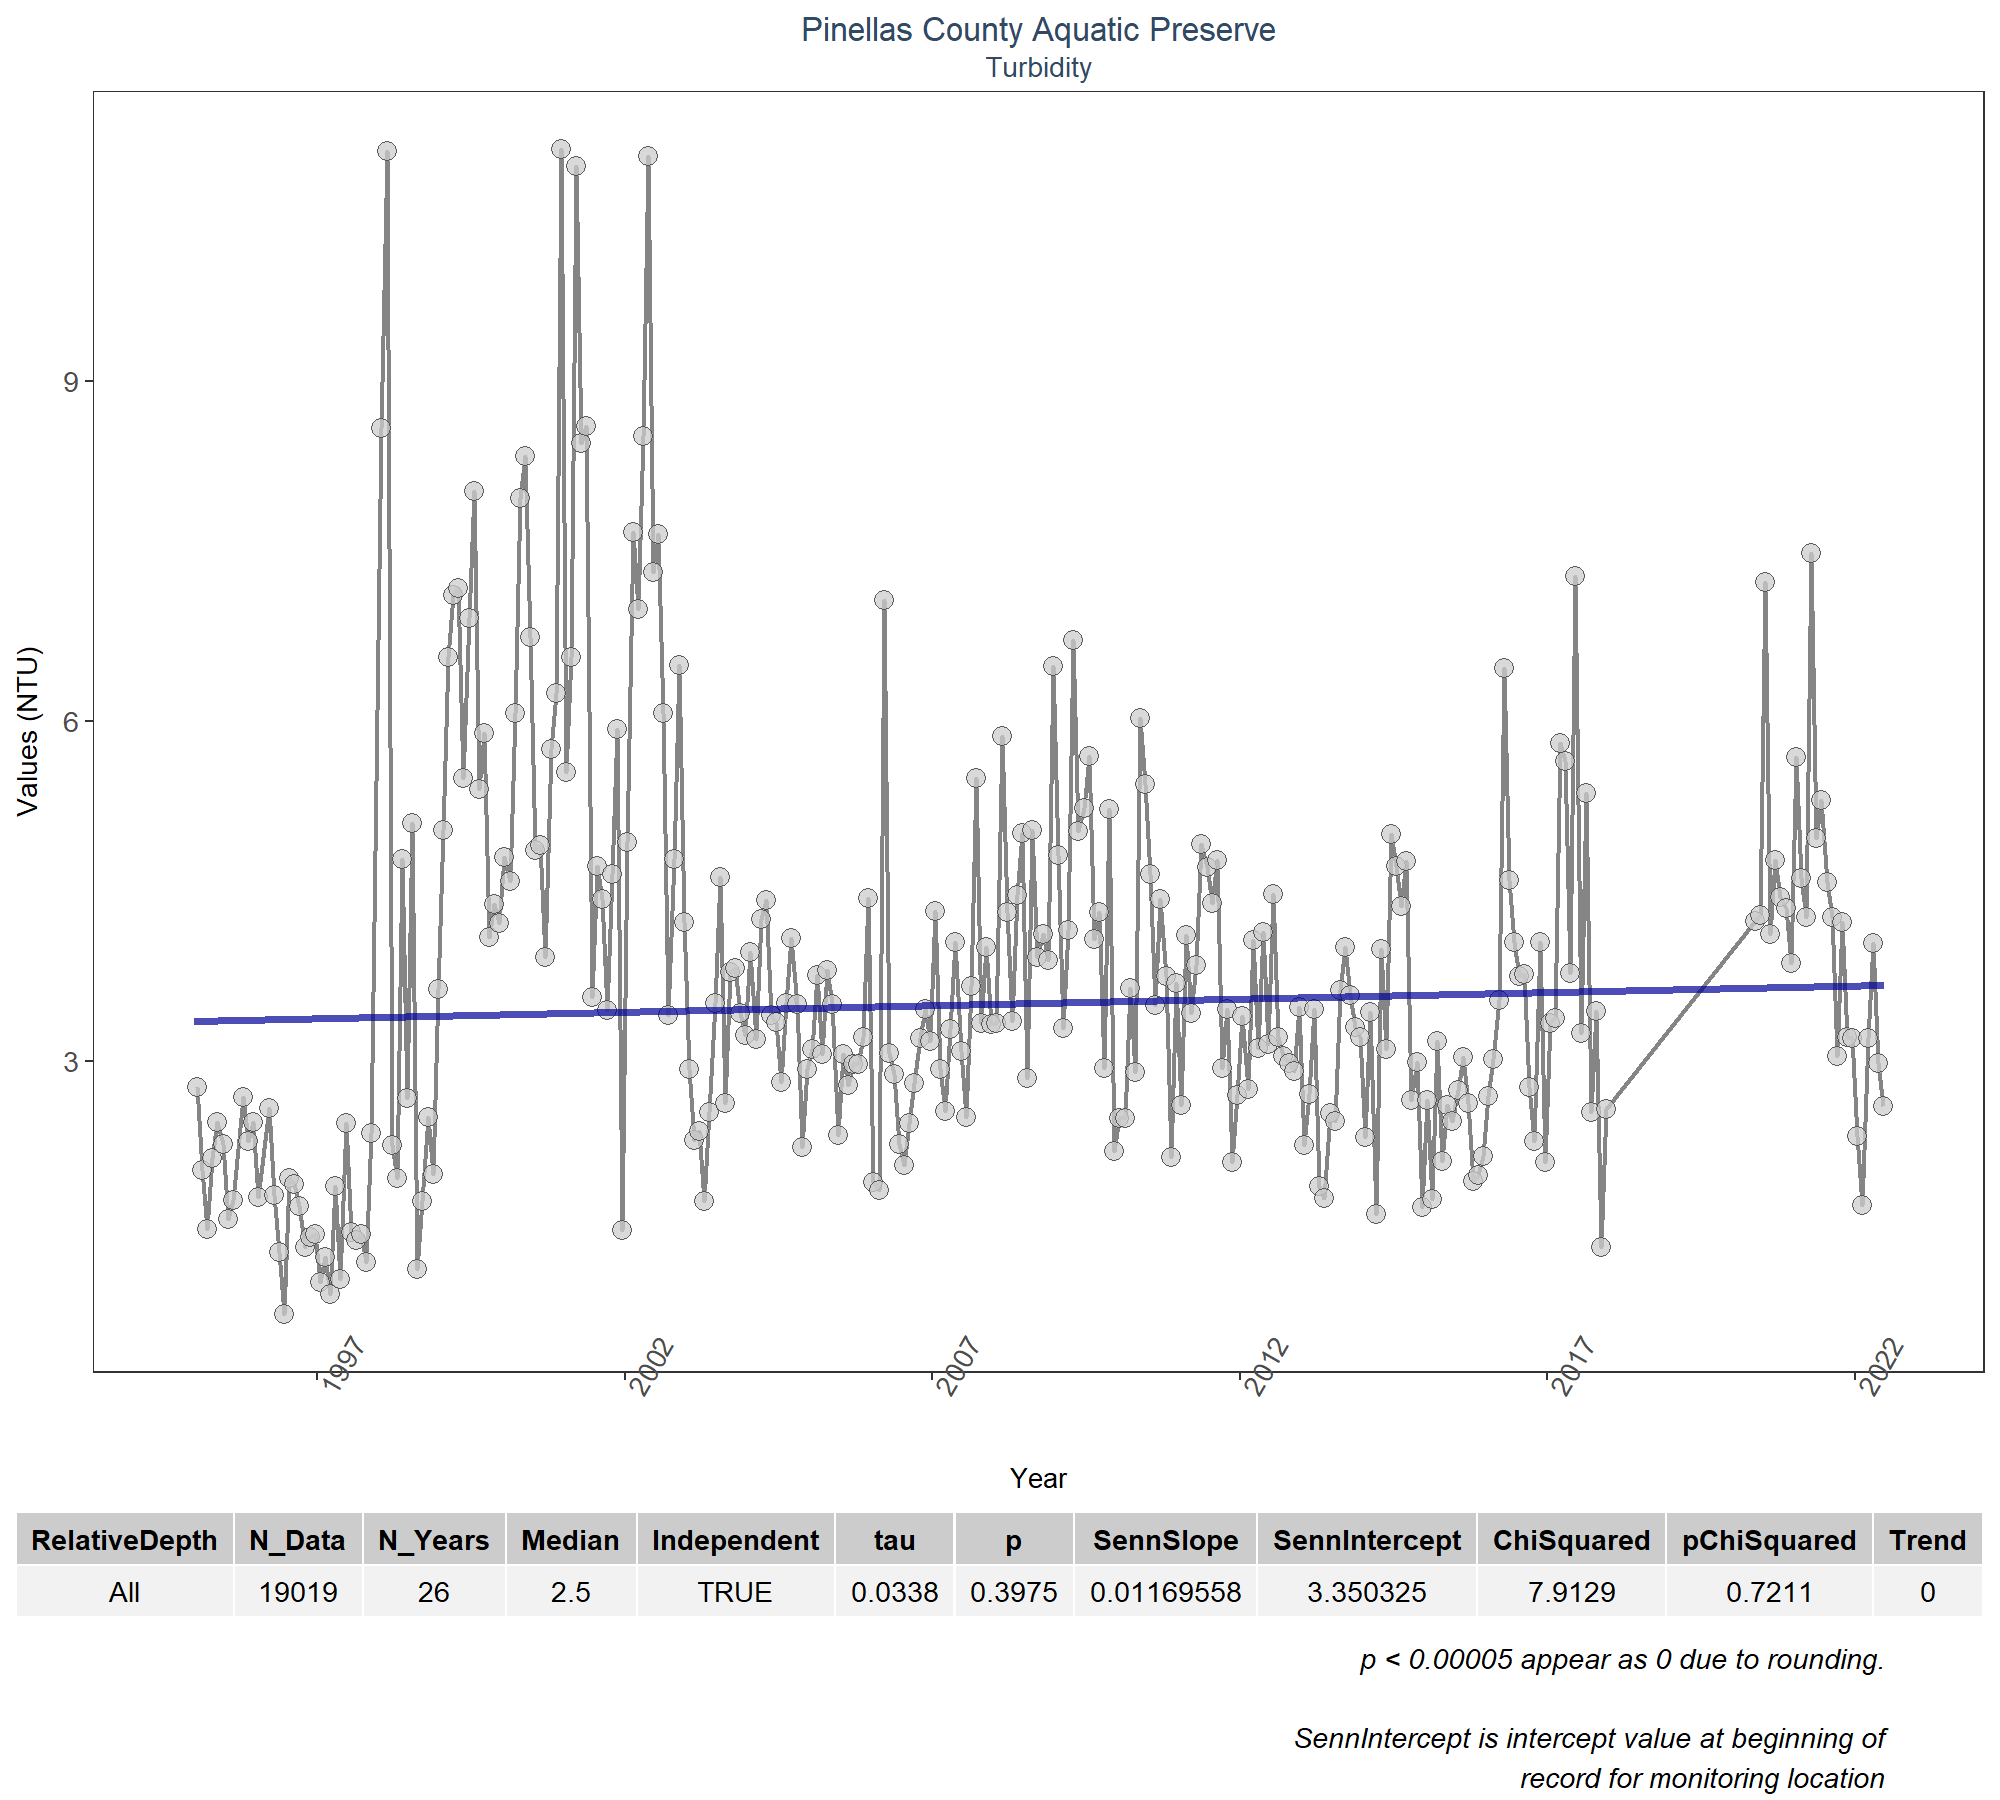 Pinellas County Aquatic Preserve
Turbidity
Values (NTU)
9
6
3
1997
2002
2007
2012
2017
2022
Year
RelativeDepth N_Data N_Years Median Independent tau p SennSlope SennIntercept ChiSquared pChiSquared Trend
All 19019 26 2.5 TRUE 0.0338 0.3975 0.01169558 3.350325 7.9129 0.7211 0
p < 0.00005 appear as 0 due to rounding.
SennIntercept is intercept value at beginning of
record for monitoring location